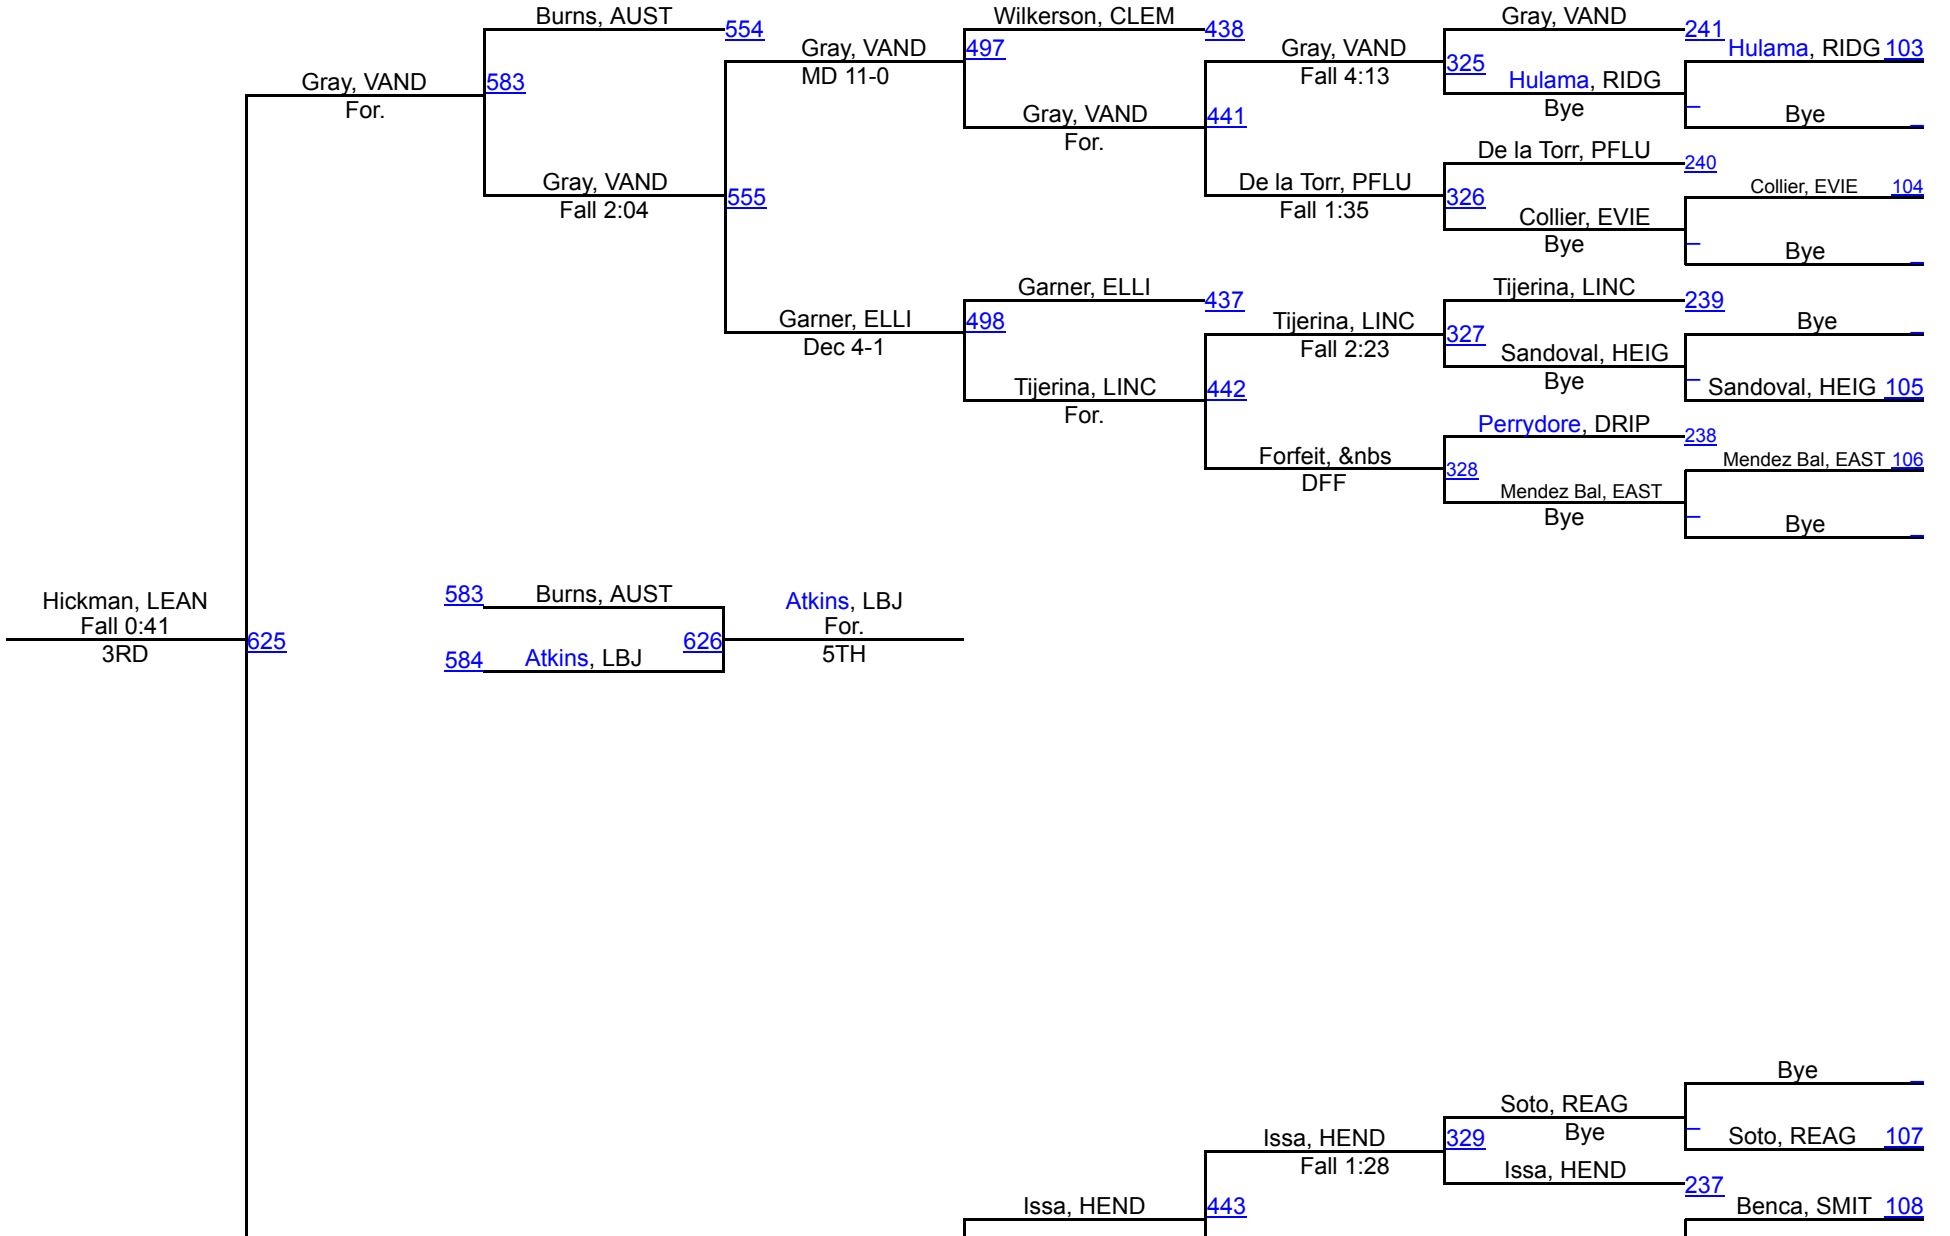 Burns, AUST
554
Wilkerson, CLEM
438
Gray, VAND
241
Gray, VAND
MD 11-0
497
Gray, VAND
Fall 4:13
325
Hulama, RIDG 103
Gray, VAND
For.
583
Hulama, RIDG
Bye
Bye
Gray, VAND
For.
441
De la Torr, PFLU
240
Gray, VAND
Fall 2:04
555
De la Torr, PFLU
Fall 1:35
326
Collier, EVIE 104
Collier, EVIE
Bye
Bye
Garner, ELLI
437
Tijerina, LINC
239
Garner, ELLI
Dec 4-1
498
Tijerina, LINC
Fall 2:23
327
Bye
Sandoval, HEIG
Bye
Sandoval, HEIG 105
Tijerina, LINC
For.
442
Perrydore, DRIP
238
Forfeit, &nbs
DFF
328
Mendez Bal, EAST 106
Mendez Bal, EAST
Bye
Bye
Hickman, LEAN
Fall 0:41
3RD
625
583
Burns, AUST
584
Atkins, LBJ
626
Atkins, LBJ
For.
5TH
Bye
Soto, REAG
Bye
Soto, REAG 107
Issa, HEND
Fall 1:28
329
Issa, HEND
237
Issa, HEND
443
Benca, SMIT 108